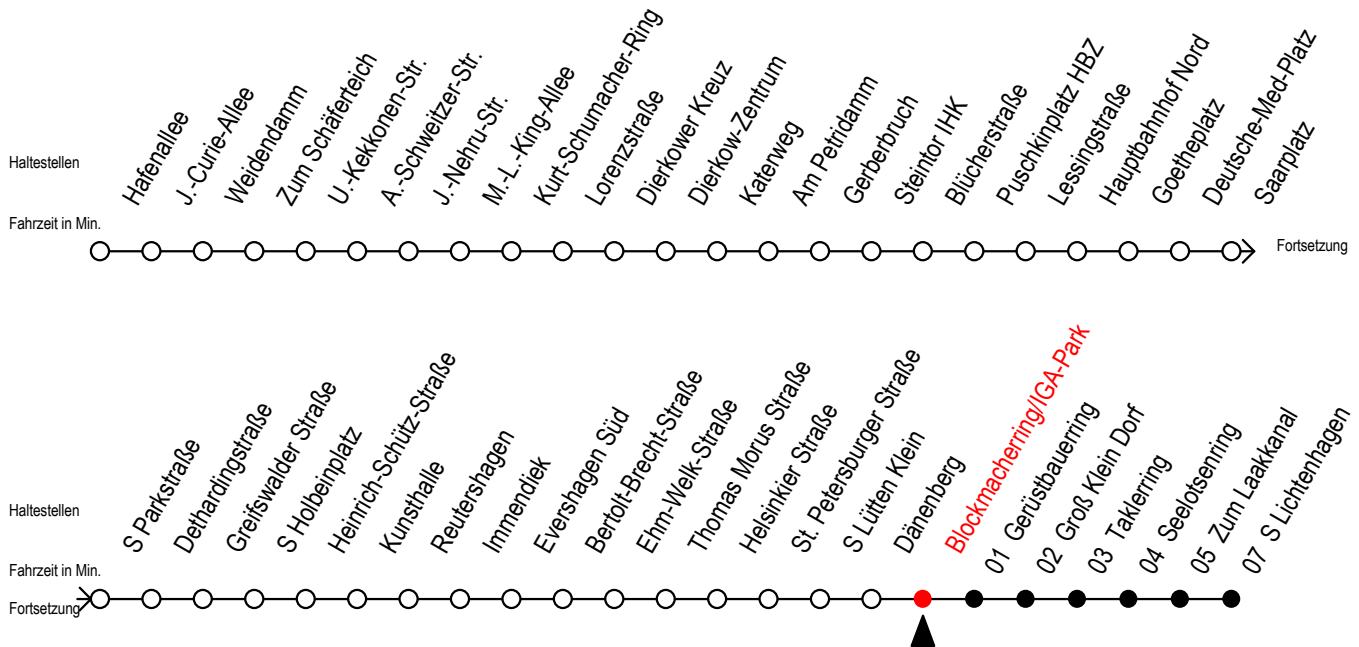 Haltestellen
Hafenallee
J.-Curie-Allee
Weidendamm
Zum Schäferteich
U.-Kekkonen-Str.
A.-Schweitzer-Str.
J.-Nehru-Str.
M.-L.-King-Allee
Kurt-Schumacher-Ring
Lorenzstraße
Dierkower Kreuz
Dierkow-Zentrum
Katerweg
Am Petridamm
Gerberbruch
Steintor IHK
Blücherstraße
Puschkinplatz HBZ
Lessingstraße
Hauptbahnhof Nord
Goetheplatz
Deutsche-Med-Platz
Saarplatz
Fahrzeit in Min.
Fortsetzung
Haltestellen
S Parkstraße
Dethardingstraße
Greifswalder Straße
S Holbeinplatz
Heinrich-Schütz-Straße
Kunsthalle
Reutershagen
Immendiek
Evershagen Süd
Bertolt-Brecht-Straße
Ehm-Welk-Straße
Thomas Morus Straße
Helsinkier Straße
St. Petersburger Straße
S Lütten Klein
Dänenberg
Blockmacherring/IGA-Park
01 Gerüstbauerring
02 Groß Klein Dorf
03 Taklerring
04 Seelotsenring
05 Zum Laakkanal
07 S Lichtenhagen
Fahrzeit in Min.
Fortsetzung